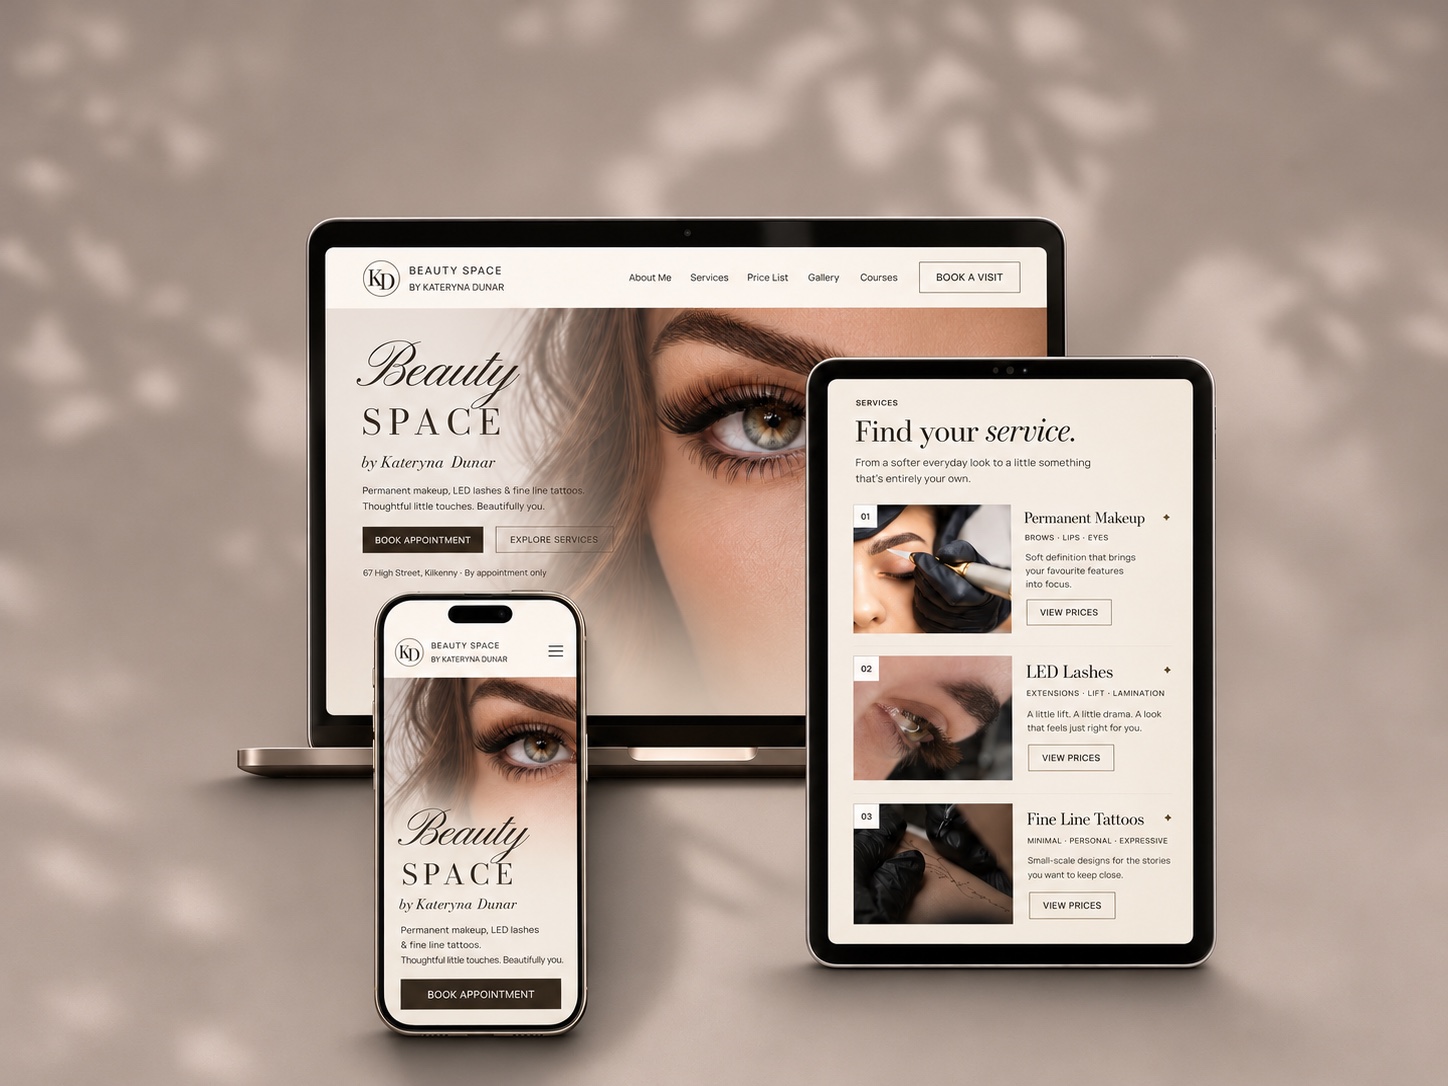 KD
BEAUTY SPACE
BY KATERYNA DUNAR
About Me
Services
Price List
Gallery
Courses
BOOK A VISIT
Beauty
SPACE
by Kateryna Dunar
Permanent makeup, LED lashes & fine line tattoos.
Thoughtful little touches. Beautifully you.
BOOK APPOINTMENT
EXPLORE SERVICES
67 High Street, Kilkenny · By appointment only
KD
BEAUTY SPACE
BY KATERYNA DUNAR
Beauty
SPACE
by Kateryna Dunar
Permanent makeup, LED lashes
& fine line tattoos.
Thoughtful little touches. Beautifully you.
BOOK APPOINTMENT
SERVICES
Find your service.
From a softer everyday look to a little something
that's entirely your own.
01
Permanent Makeup
BROWS · LIPS · EYES
Soft definition that brings
your favourite features
into focus.
VIEW PRICES
02
LED Lashes
EXTENSIONS · LIFT · LAMINATION
A little lift. A little drama. A look
that feels just right for you.
VIEW PRICES
03
Fine Line Tattoos
MINIMAL · PERSONAL · EXPRESSIVE
Small-scale designs for the stories
you want to keep close.
VIEW PRICES